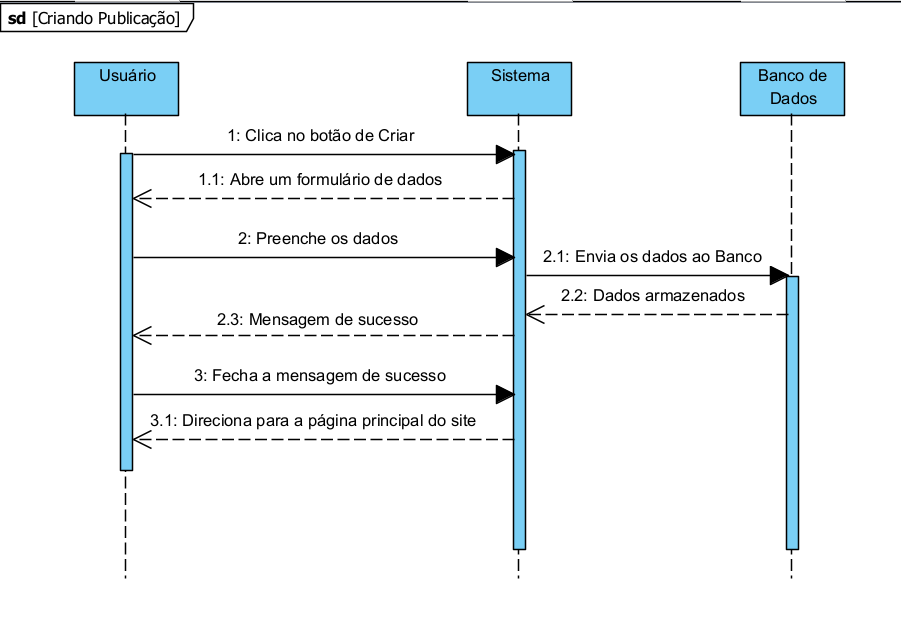 sd [Criando Publicação]
Usuário
Sistema
Banco de
Dados
1: Clica no botão de Criar
1.1: Abre um formulário de dados
2: Preenche os dados
2.1: Envia os dados ao Banco
2.2: Dados armazenados
2.3: Mensagem de sucesso
3: Fecha a mensagem de sucesso
3.1: Direciona para a página principal do site